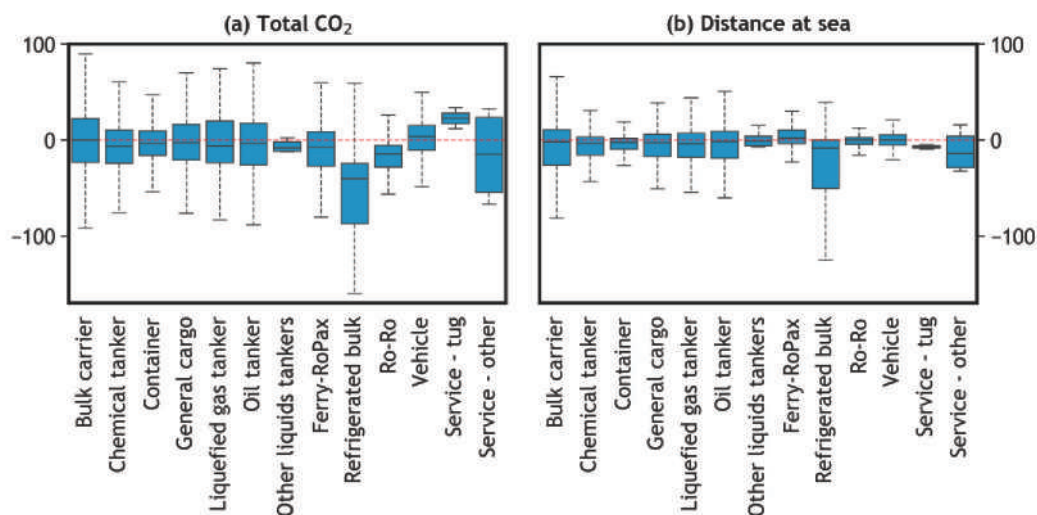 (a) Total CO₂
(b) Distance at sea
100
0
−100
100
0
−100
Bulk carrier
Chemical tanker
Container
General cargo
Liquefied gas tanker
Oil tanker
Other liquids tankers
Ferry-RoPax
Refrigerated bulk
Ro-Ro
Vehicle
Service - tug
Service - other
Bulk carrier
Chemical tanker
Container
General cargo
Liquefied gas tanker
Oil tanker
Other liquids tankers
Ferry-RoPax
Refrigerated bulk
Ro-Ro
Vehicle
Service - tug
Service - other